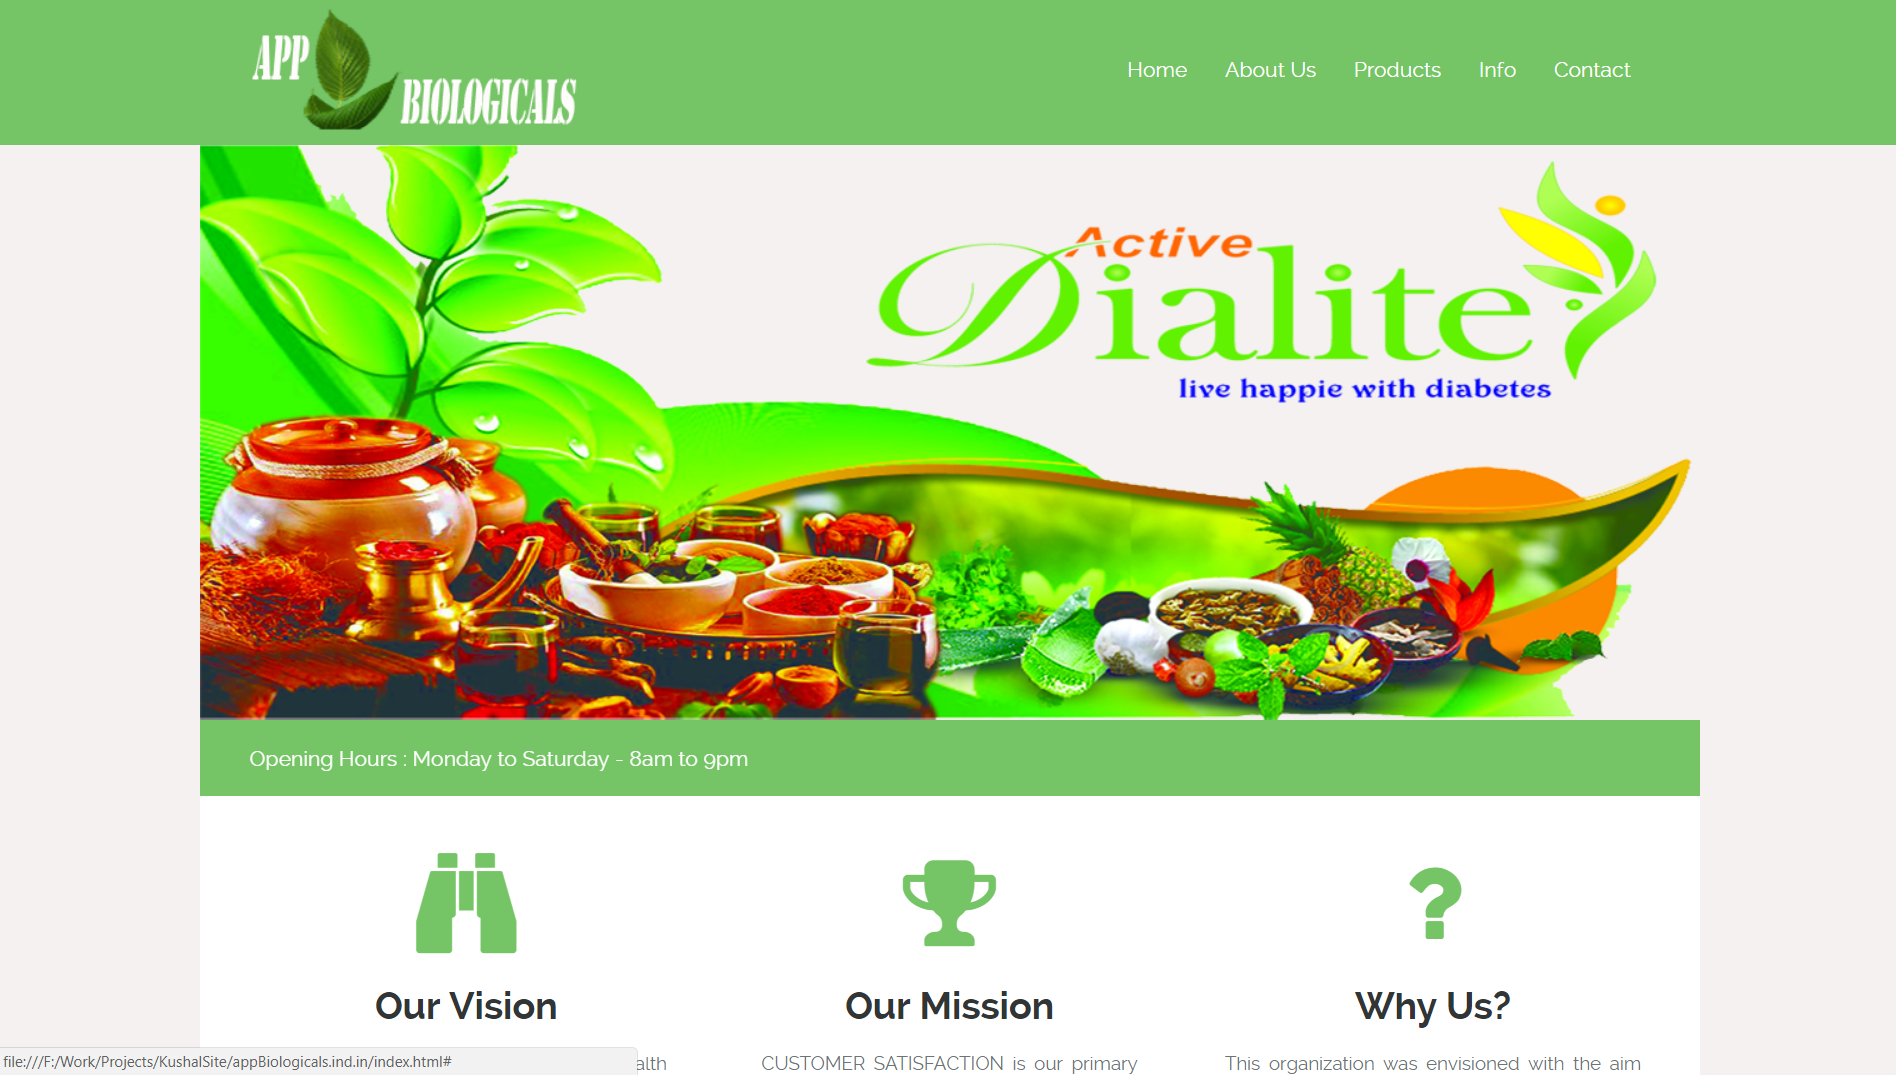 APP
BIOLOGICALS
Home About Us Products Info Contact
Active
Dialite
live happie with diabetes
Opening Hours : Monday to Saturday - 8am to 9pm
Our Vision
Our Mission
Why Us?
CUSTOMER SATISFACTION is our primary
This organization was envisioned with the aim
file:///F:/Work/Projects/KushalSite/appBiologicals.ind.in/index.html#